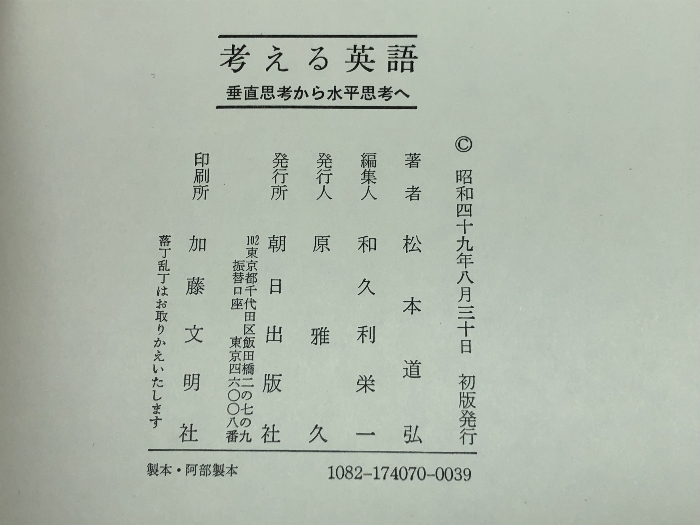 考える英語
垂直思考から水平思考へ
© 昭和四十九年八月三十日 初版発行
著者 松本道弘
編集人 和久利栄一
発行人 原雅久
発行所 朝日出版社
102東京都千代田区飯田橋二の七の九
振替口座 東京四六〇〇八番
印刷所 加藤文明社
落丁乱丁はお取りかえいたします
製本・阿部製本
1082-174070-0039